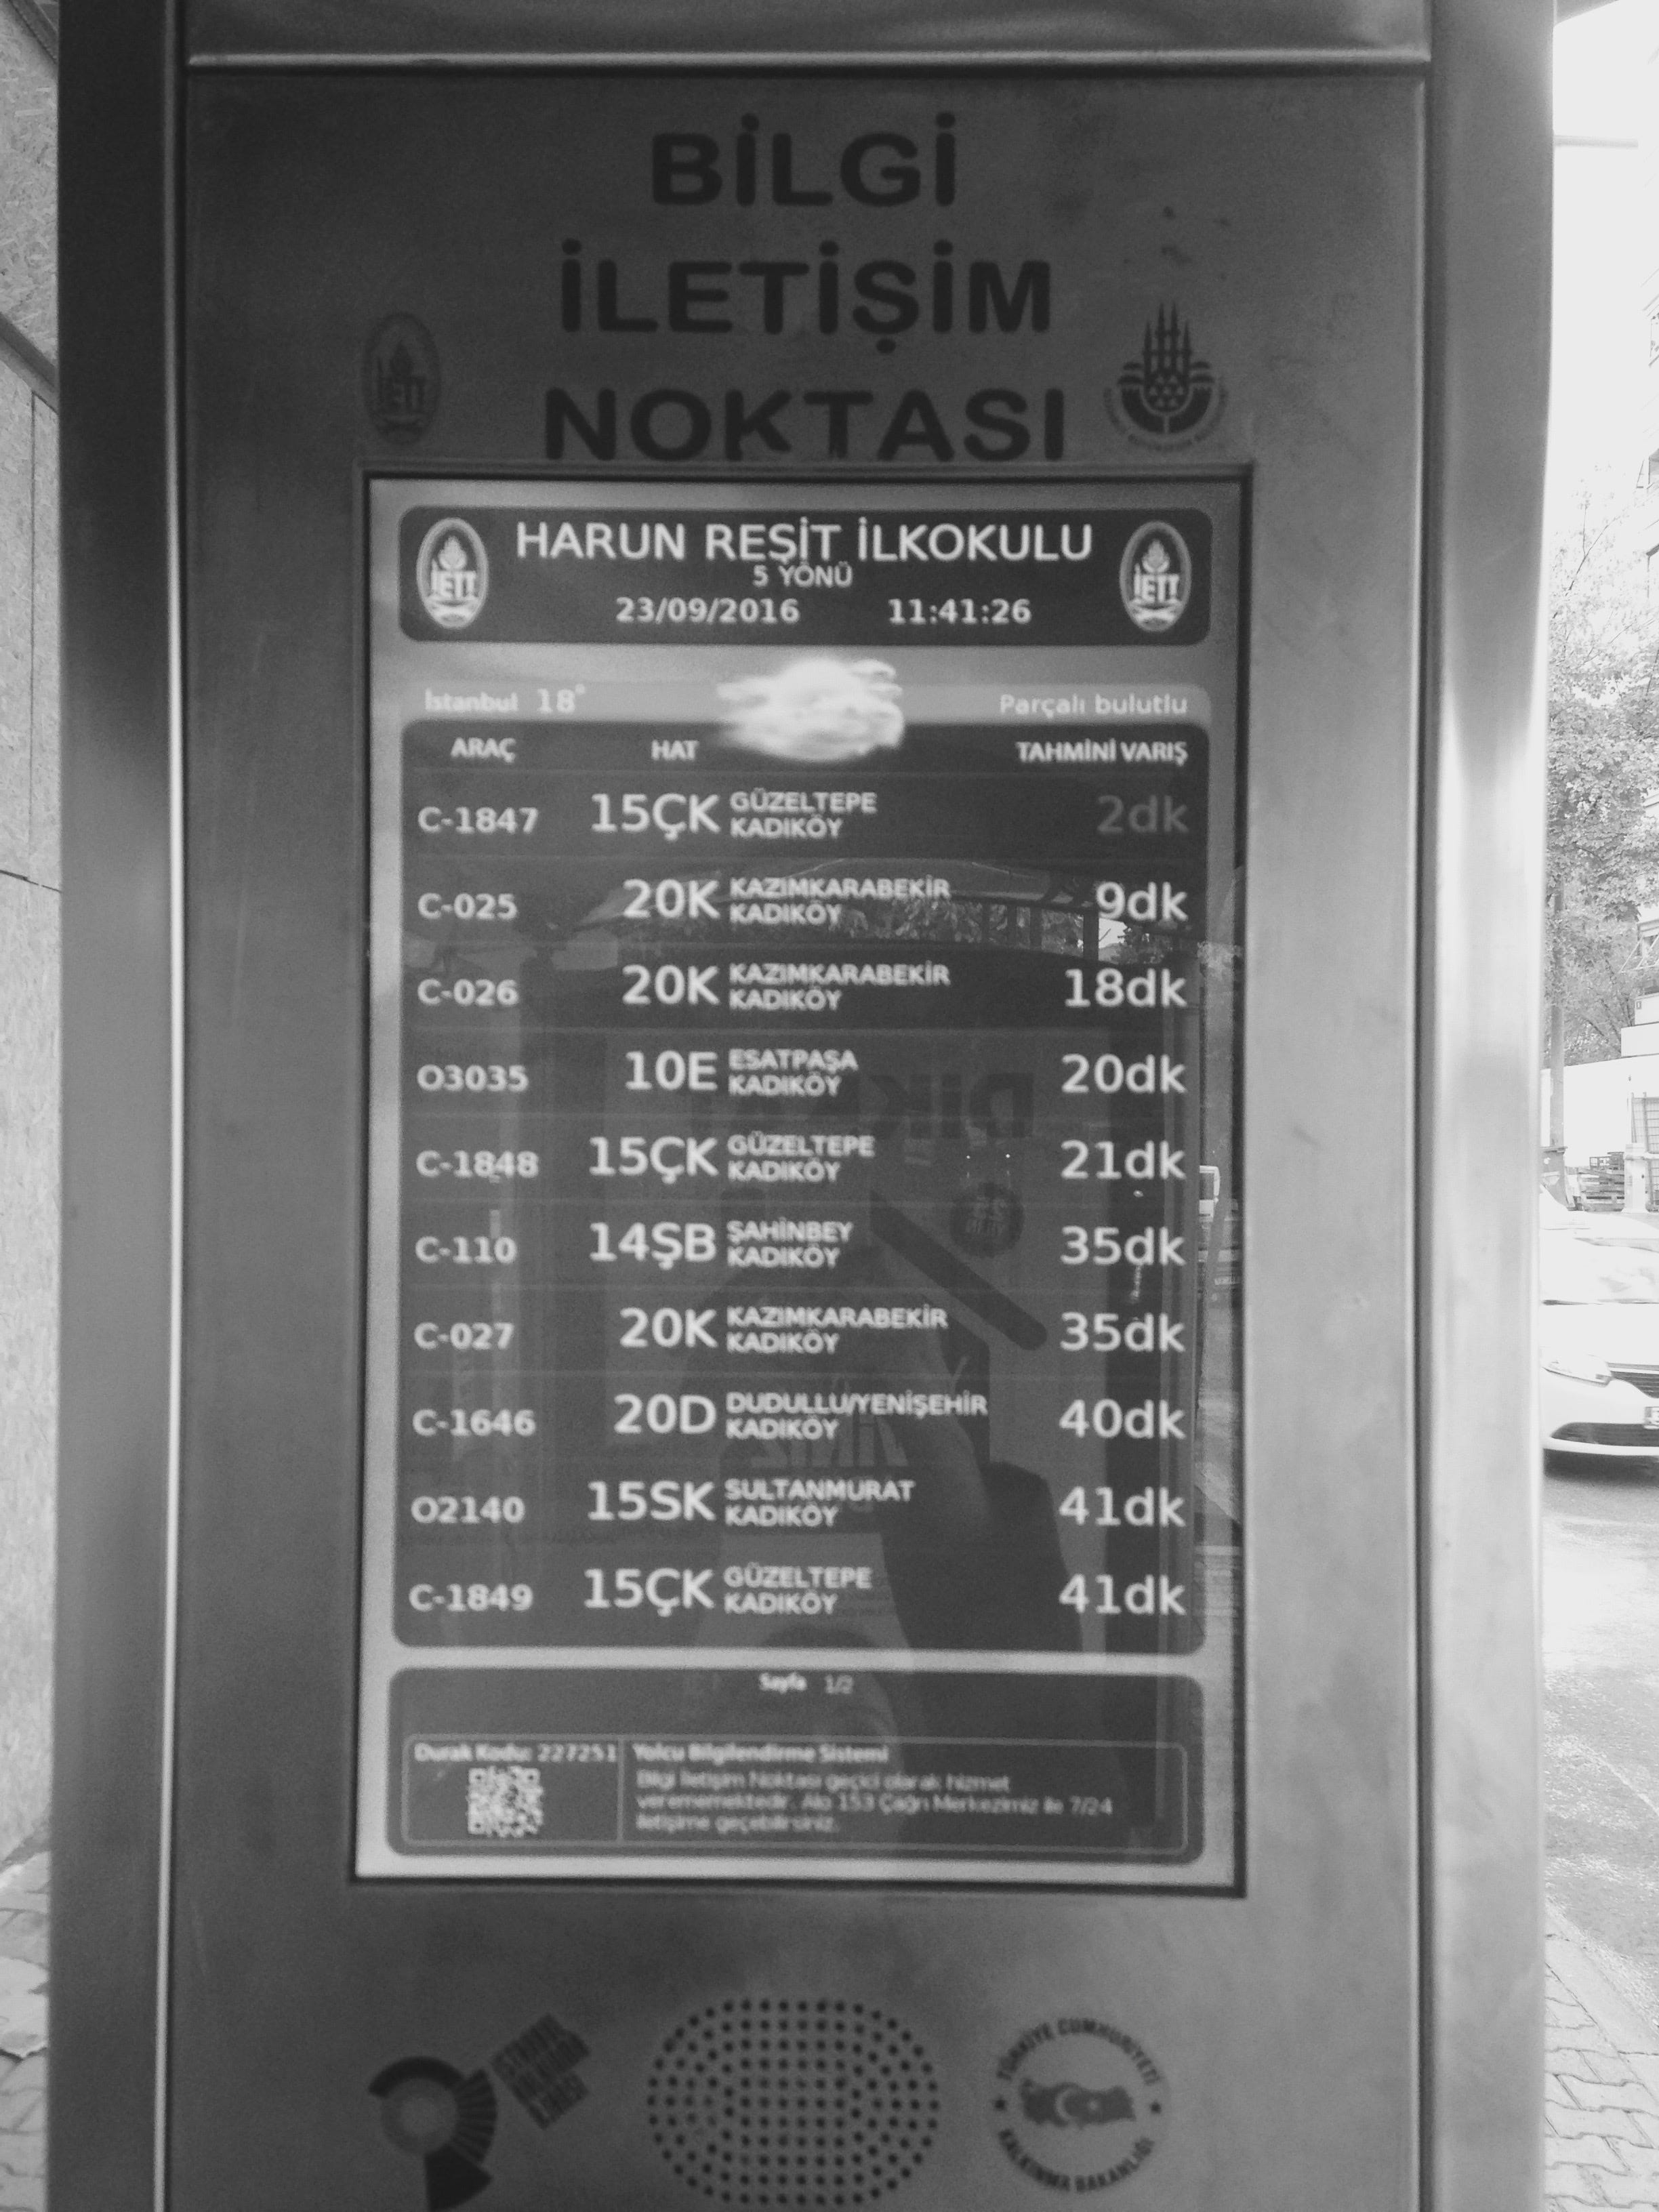 BİLGİ
İLETİŞİM
NOKTASI
İETT
HARUN REŞİT İLKOKULU
5 YÖNÜ
23/09/2016 11:41:26
İETT
İETT
İstanbul 18° Parçalı bulutlu
ARAÇ HAT TAHMİNİ VARIŞ
C-1847 15ÇK GÜZELTEPE KADIKÖY 2dk
C-025 20K KAZIMKARABEKİR KADIKÖY 9dk
C-026 20K KAZIMKARABEKİR KADIKÖY 18dk
O3035 10E ESATPAŞA KADIKÖY 20dk
C-1848 15ÇK GÜZELTEPE KADIKÖY 21dk
C-110 14ŞB ŞAHİNBEY KADIKÖY 35dk
C-027 20K KAZIMKARABEKİR KADIKÖY 35dk
C-1646 20D DUDULLU/YENİŞEHİR KADIKÖY 40dk
O2140 15SK SULTANMURAT KADIKÖY 41dk
C-1849 15ÇK GÜZELTEPE KADIKÖY 41dk
Sayfa 1/2
Durak Kodu: 227251
Yolcu Bilgilendirme Sistemi
Bilgi İletişim Noktası geçici olarak hizmet
verememektedir. Alo 153 Çağrı Merkezimiz ile 7/24
iletişime geçebilirsiniz.
İSTANBUL
KALKINMA
AJANSI
TÜRKİYE CUMHURİYETİ
KALKINMA BAKANLIĞI